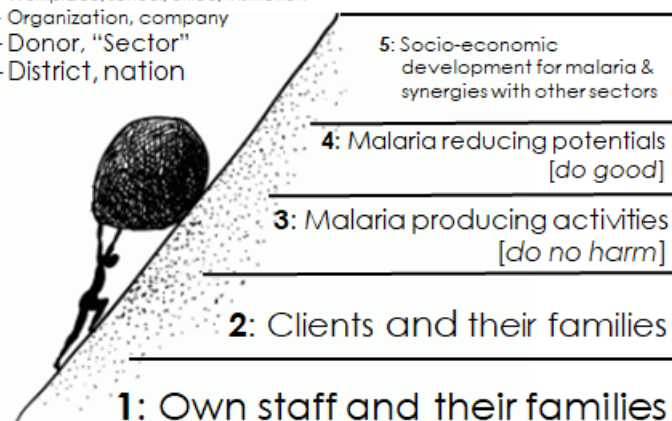 - Organization, company
- Donor, “Sector”
- District, nation
5: Socio-economic
development for malaria &
synergies with other sectors
4: Malaria reducing potentials
[do good]
3: Malaria producing activities
[do no harm]
2: Clients and their families
1: Own staff and their families